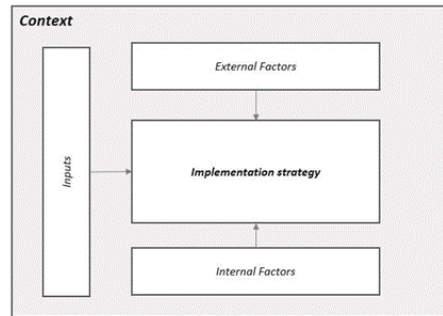 Context
External Factors
Inputs
Implementation strategy
Internal Factors